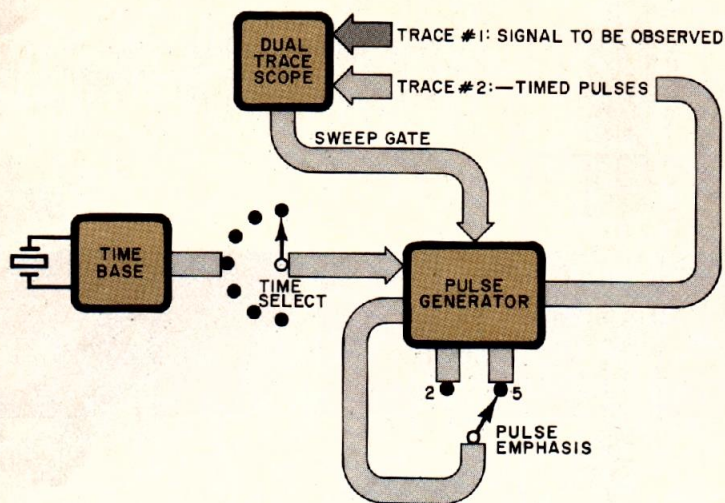 DUAL
TRACE
SCOPE
TRACE #1: SIGNAL TO BE OBSERVED
TRACE #2:—TIMED PULSES
SWEEP GATE
TIME
BASE
TIME
SELECT
PULSE
GENERATOR
2
5
PULSE
EMPHASIS